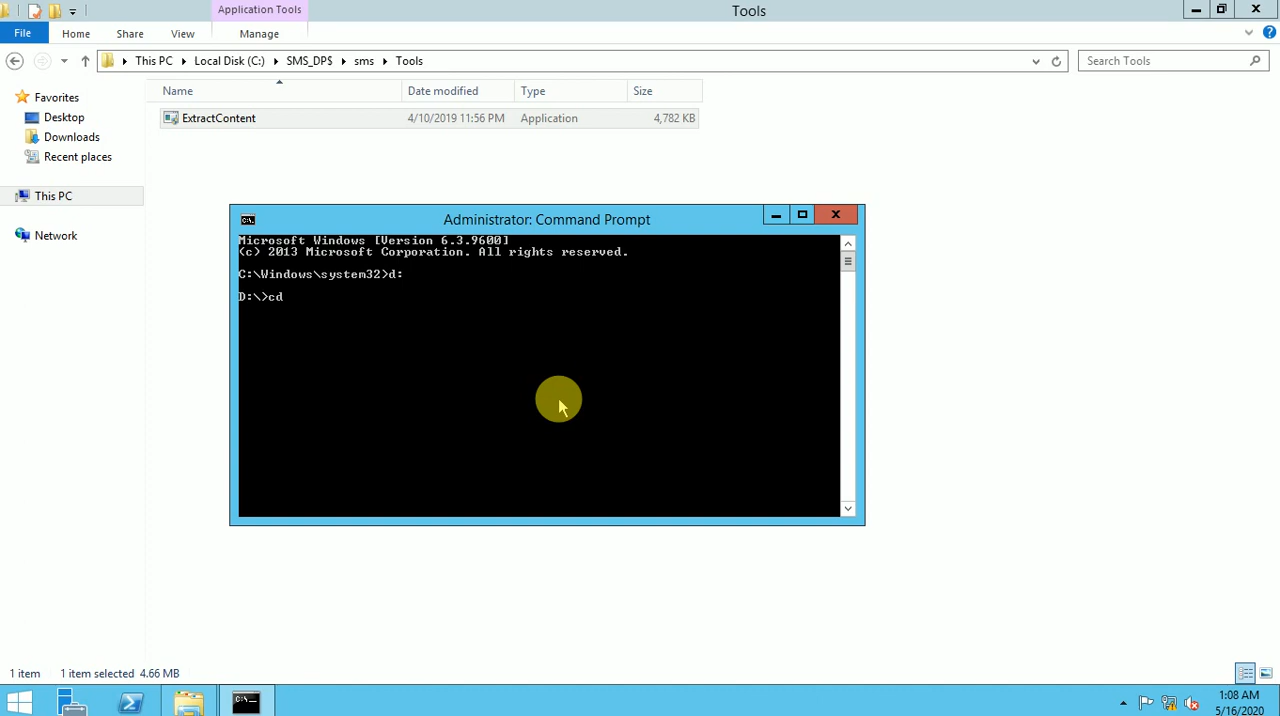 Application Tools
Tools
File
Home
Share
View
Manage
This PC
Local Disk (C:)
SMS_DP$
sms
Tools
Search Tools
Name
Date modified
Type
Size
Favorites
Desktop
Downloads
Recent places
This PC
Network
ExtractContent
4/10/2019 11:56 PM
Application
4,782 KB
C:\.
Administrator: Command Prompt
Microsoft Windows [Version 6.3.9600]
(c) 2013 Microsoft Corporation. All rights reserved.
C:\Windows\system32>d:
D:\>cd
1 item
1 item selected
4.66 MB
1:08 AM
5/16/2020